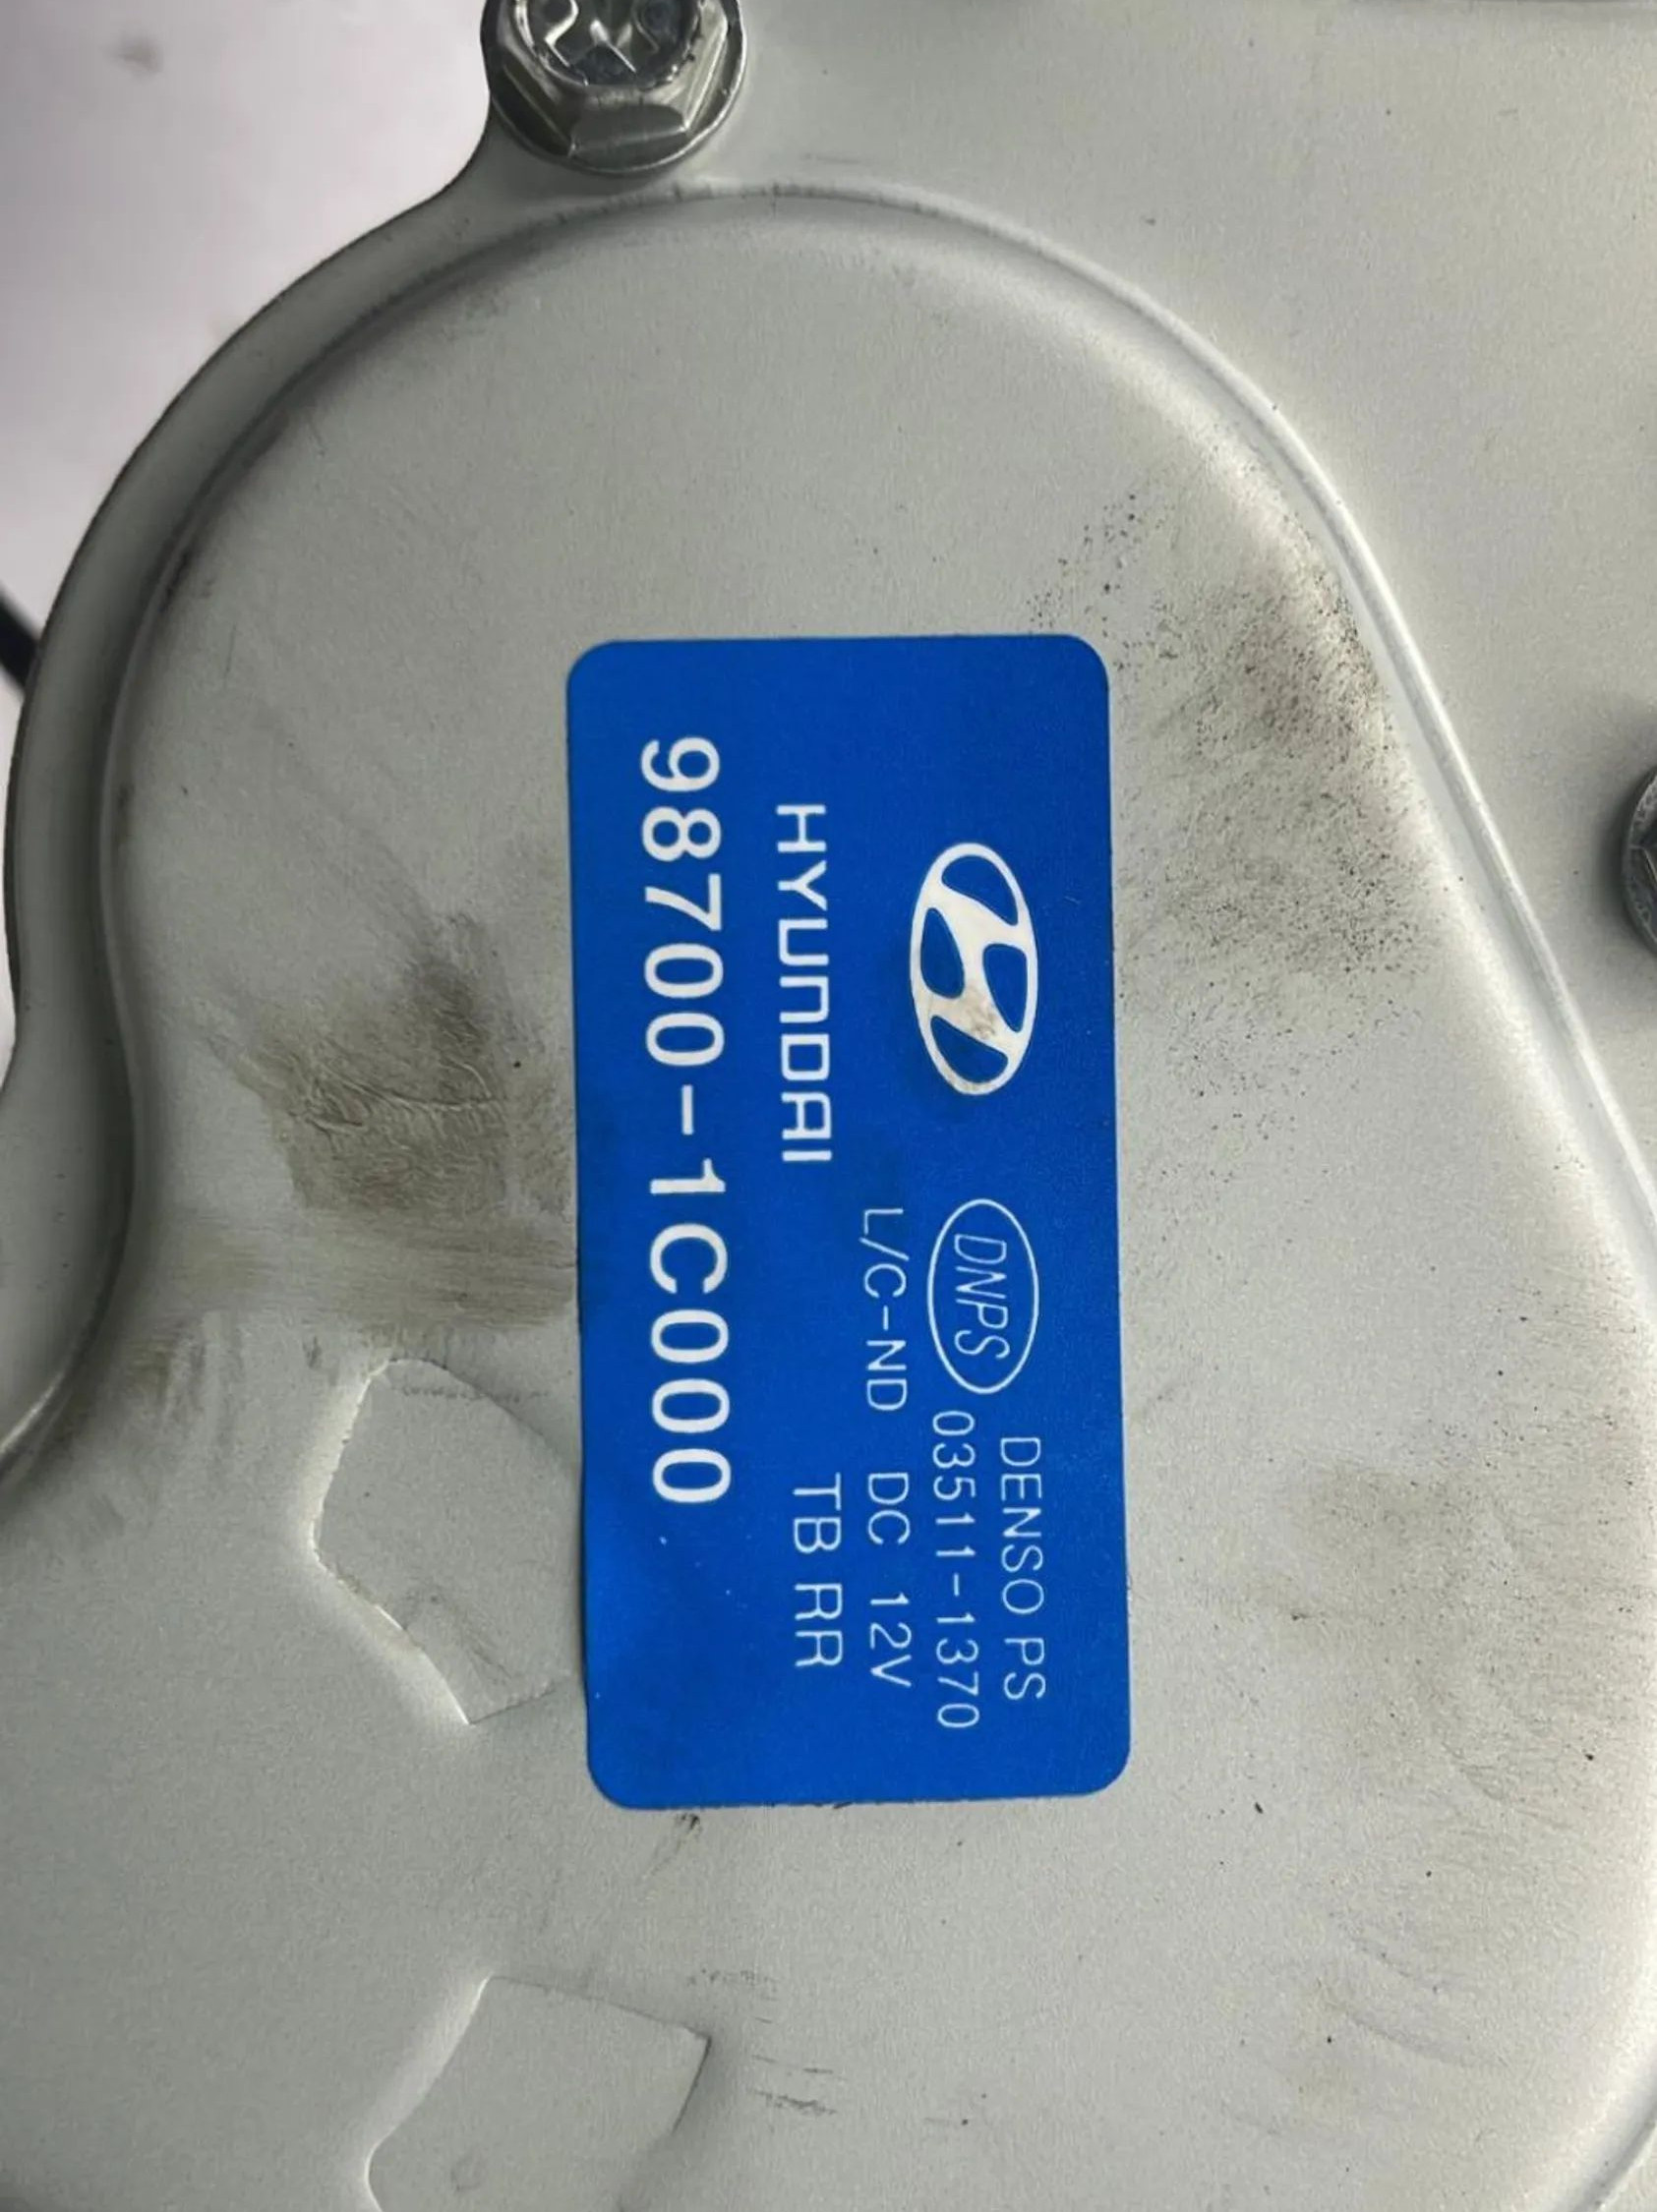 DENSO PS
DNPS 03511-1370
L/C-ND DC 12V
HYUNDAI TB RR
98700-1C000